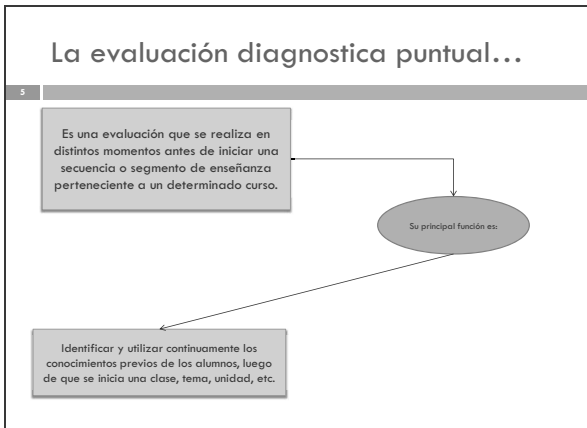 La evaluación diagnostica puntual...
5
Es una evaluación que se realiza en
distintos momentos antes de iniciar una
secuencia o segmento de enseñanza
perteneciente a un determinado curso.
Su principal función es:
Identificar y utilizar continuamente los
conocimientos previos de los alumnos, luego
de que se inicia una clase, tema, unidad, etc.